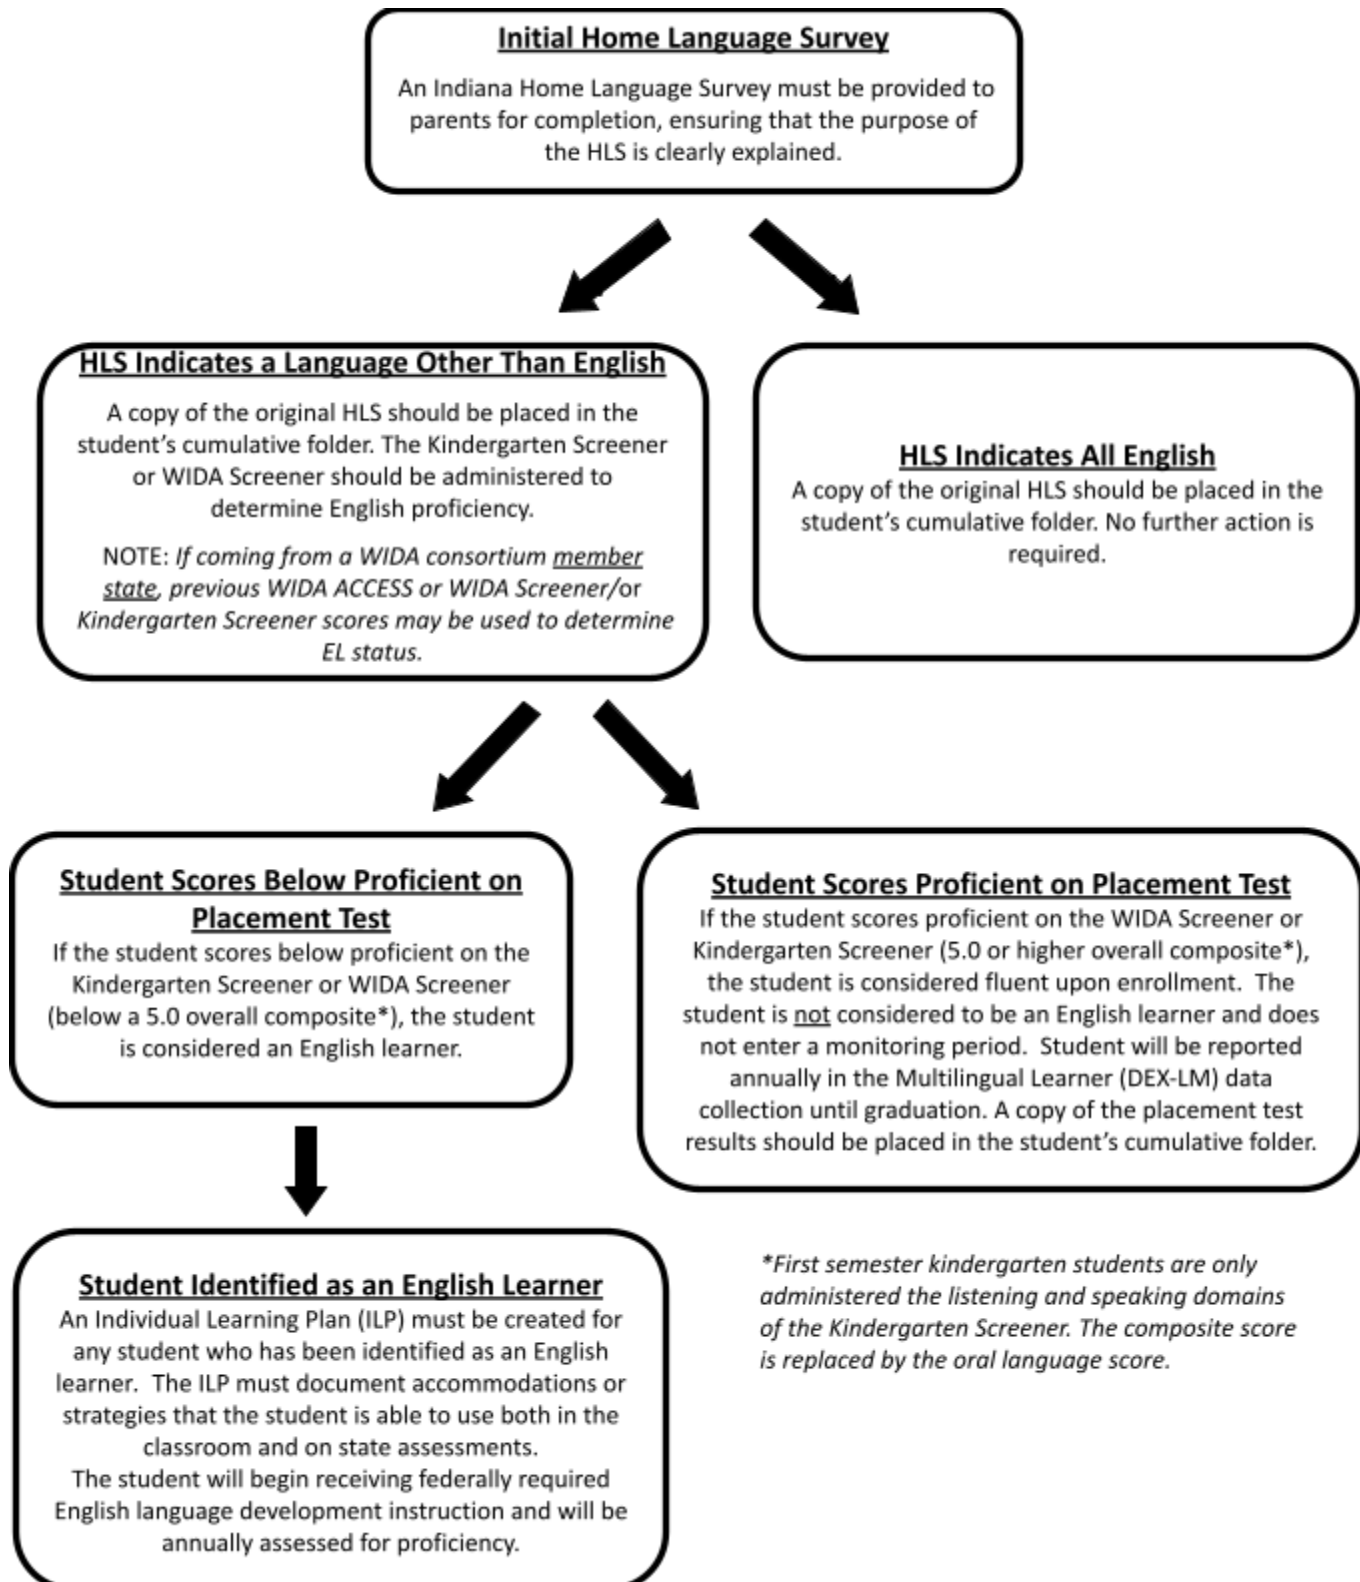 Initial Home Language Survey
An Indiana Home Language Survey must be provided to
parents for completion, ensuring that the purpose of
the HLS is clearly explained.
HLS Indicates a Language Other Than English
A copy of the original HLS should be placed in the
student’s cumulative folder. The Kindergarten Screener
or WIDA Screener should be administered to
determine English proficiency.
NOTE: If coming from a WIDA consortium member
state, previous WIDA ACCESS or WIDA Screener/or
Kindergarten Screener scores may be used to determine
EL status.
HLS Indicates All English
A copy of the original HLS should be placed in the
student’s cumulative folder. No further action is
required.
Student Scores Below Proficient on
Placement Test
If the student scores below proficient on the
Kindergarten Screener or WIDA Screener
(below a 5.0 overall composite*), the student
is considered an English learner.
Student Scores Proficient on Placement Test
If the student scores proficient on the WIDA Screener or
Kindergarten Screener (5.0 or higher overall composite*),
the student is considered fluent upon enrollment.  The
student is not considered to be an English learner and does
not enter a monitoring period.  Student will be reported
annually in the Multilingual Learner (DEX-LM) data
collection until graduation. A copy of the placement test
results should be placed in the student’s cumulative folder.
Student Identified as an English Learner
An Individual Learning Plan (ILP) must be created for
any student who has been identified as an English
learner.  The ILP must document accommodations or
strategies that the student is able to use both in the
classroom and on state assessments.
The student will begin receiving federally required
English language development instruction and will be
annually assessed for proficiency.
*First semester kindergarten students are only
administered the listening and speaking domains
of the Kindergarten Screener. The composite score
is replaced by the oral language score.